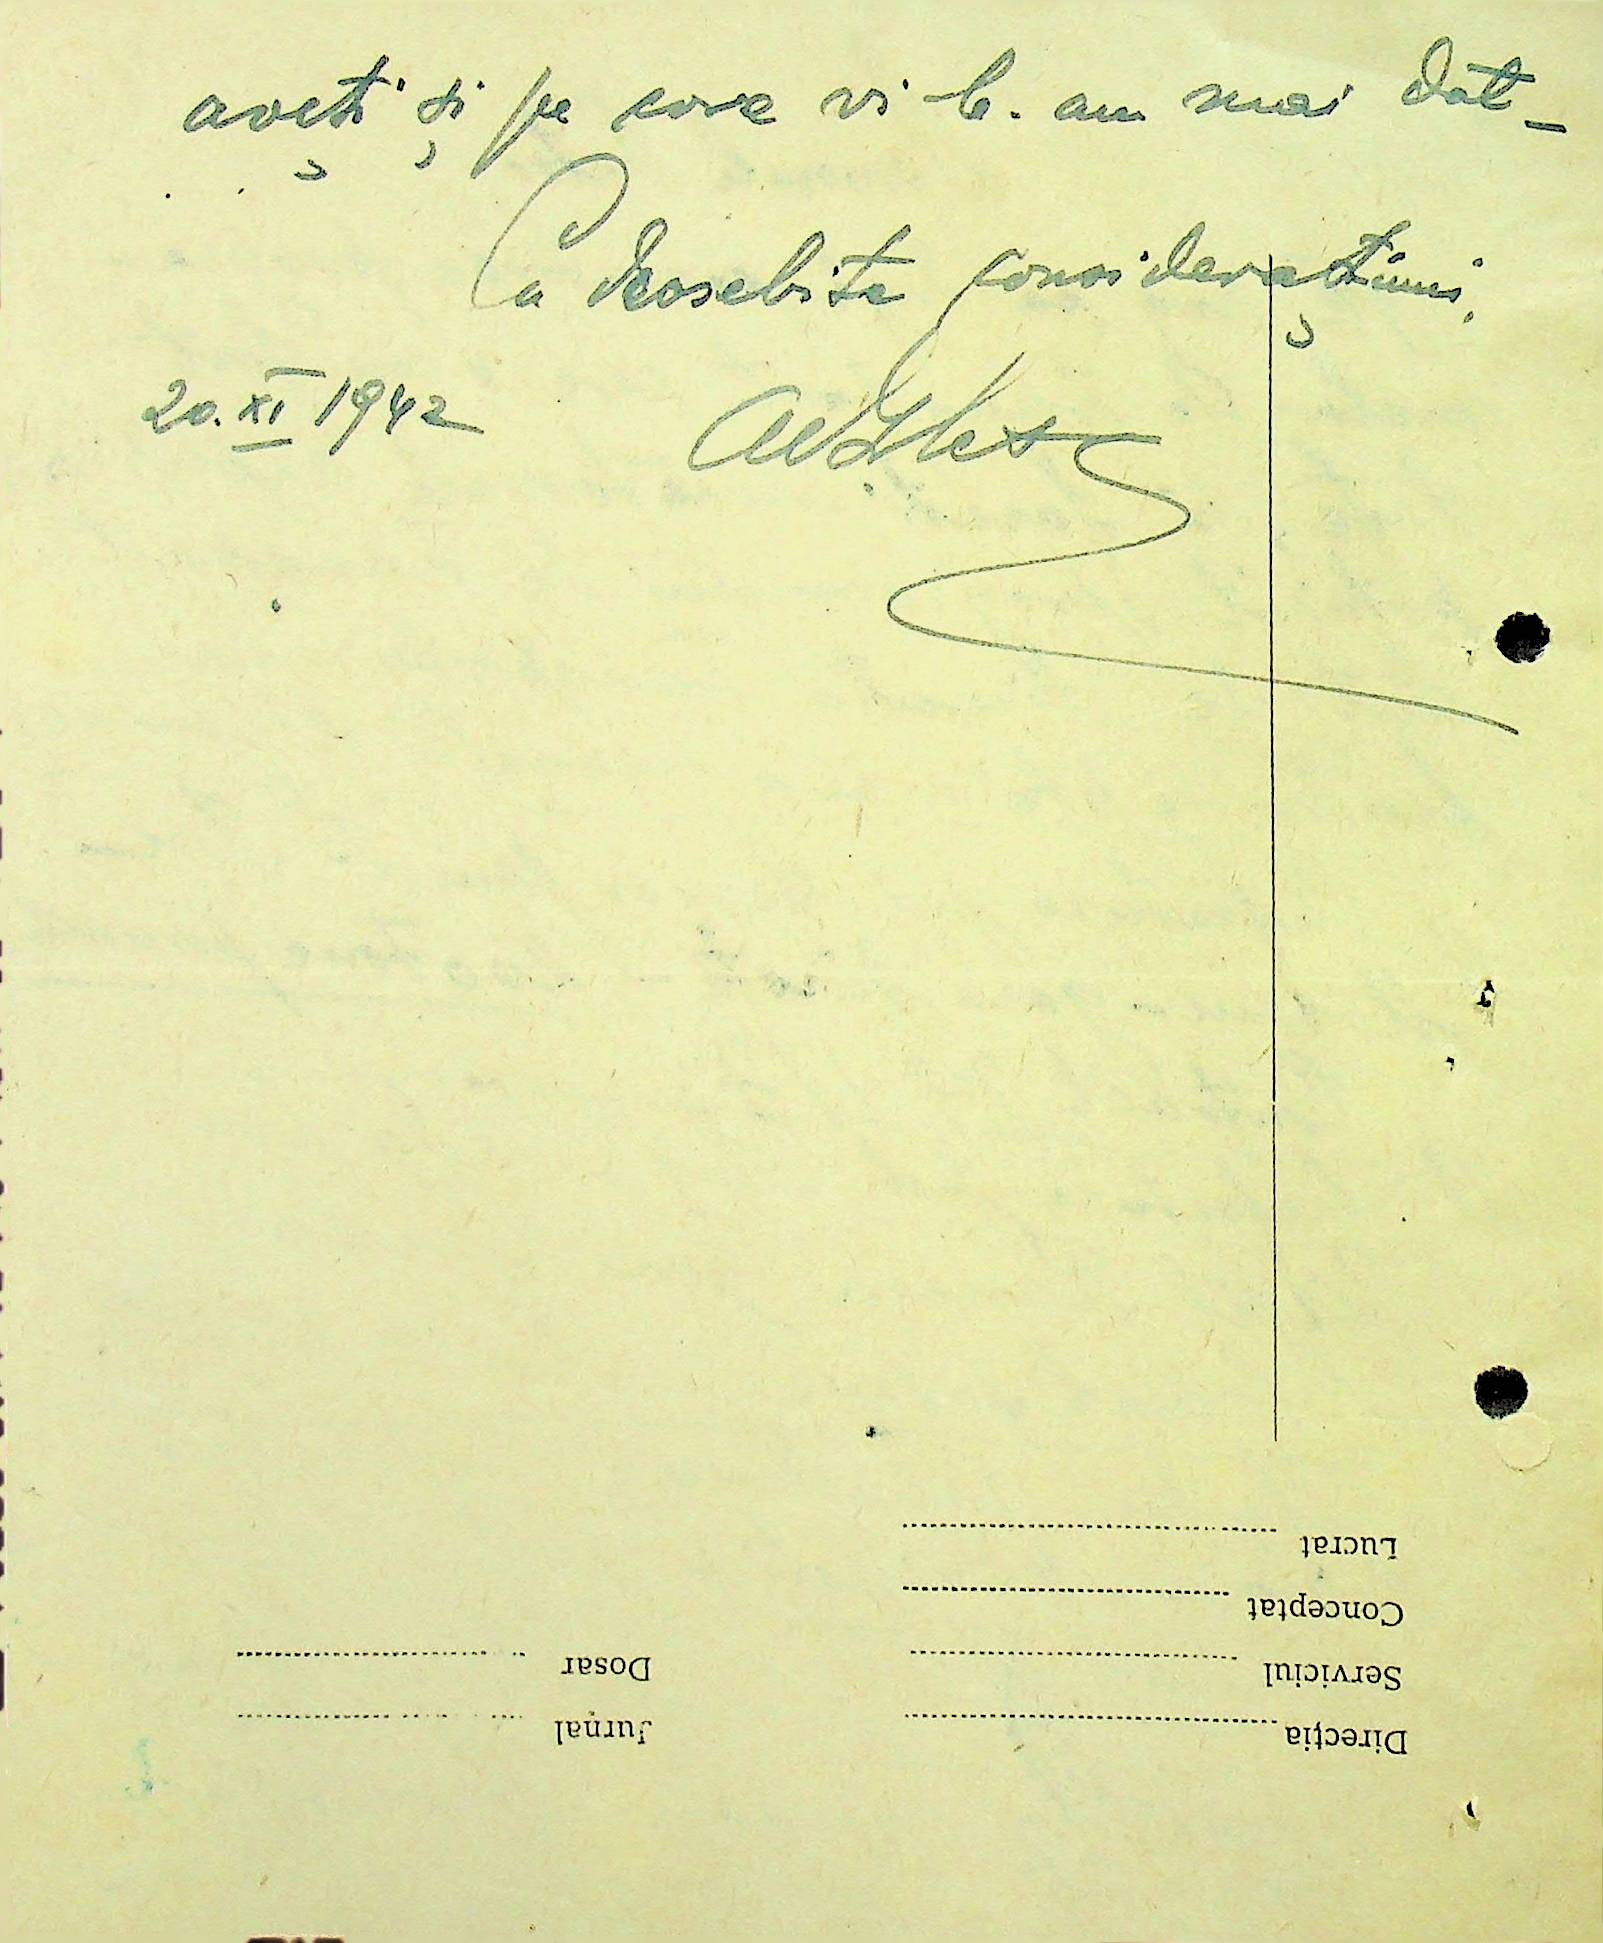 aveți și pe care vi l-am mai dat_
Cu deosebite considerațiuni,
20.XI 1942
Lucrat
Conceptat
Serviciul
Dosar
Direcția
Jurnal